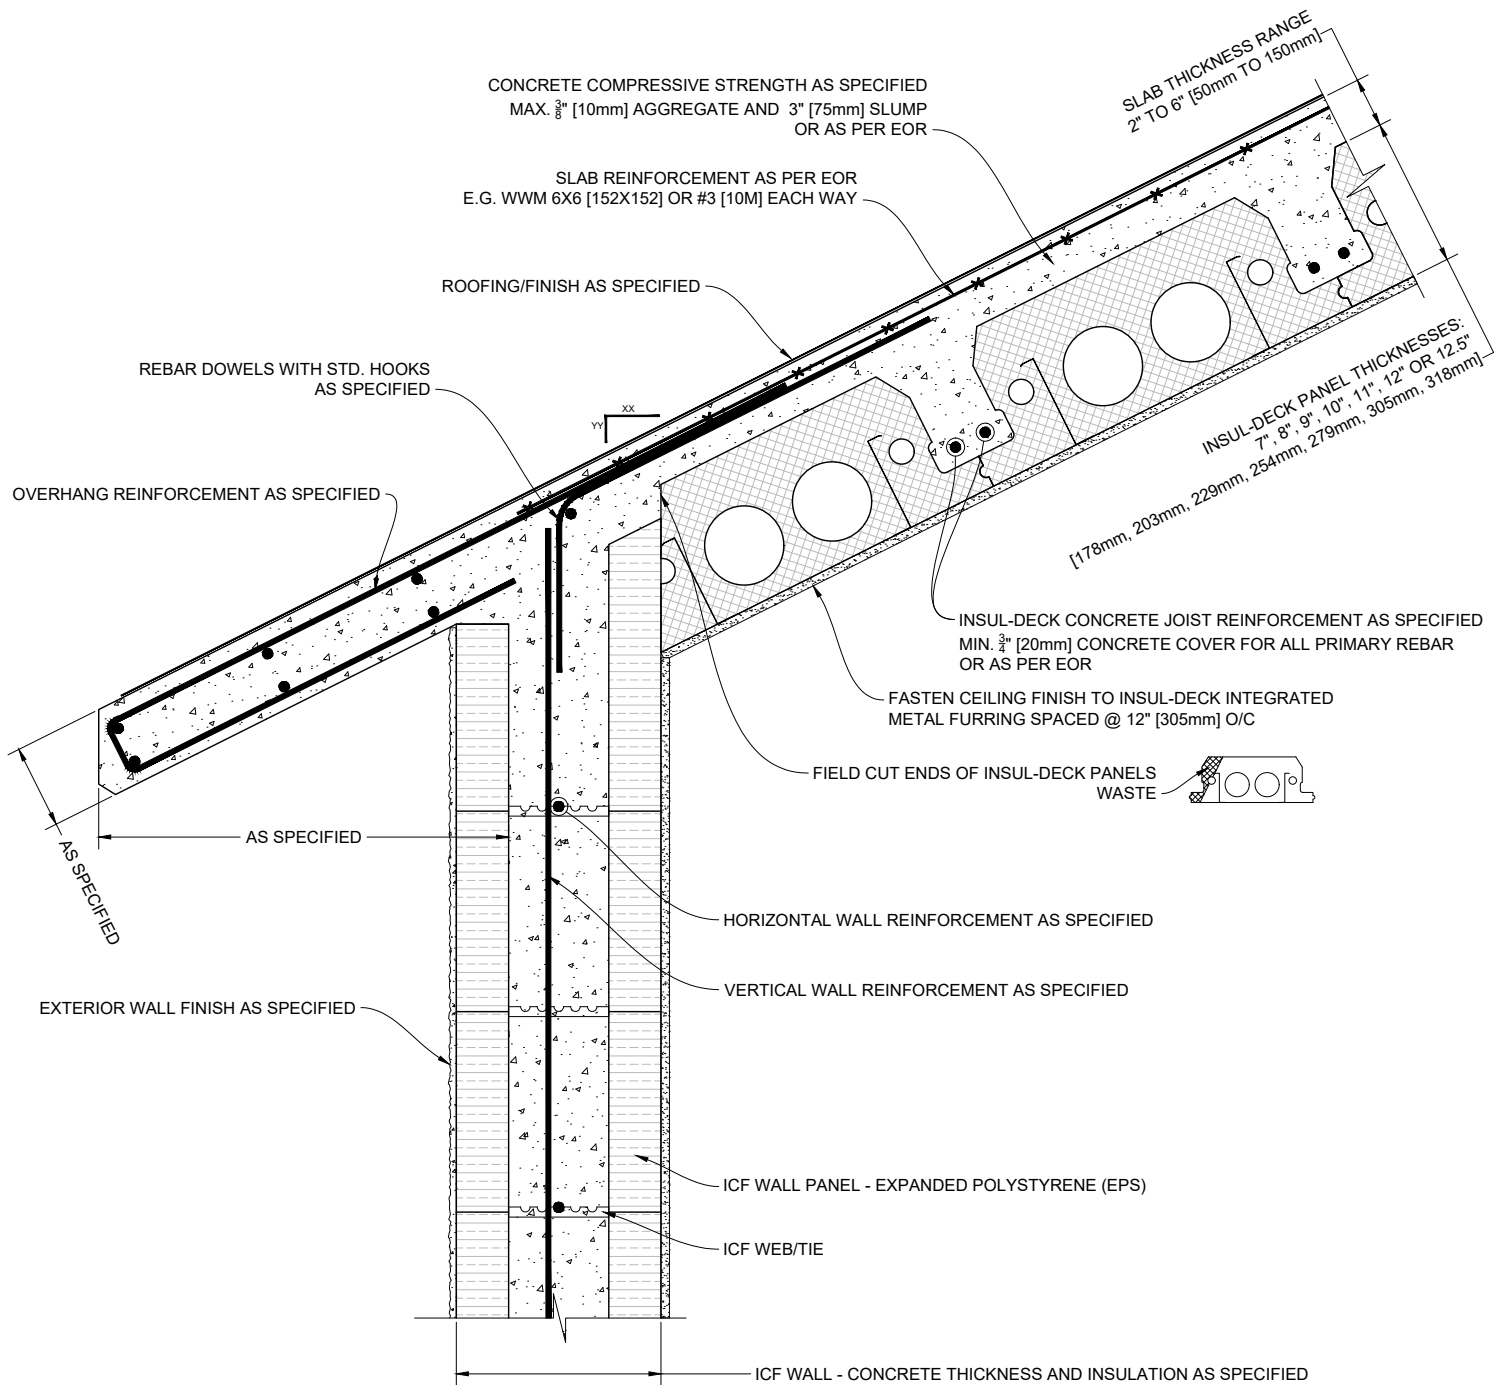 SLAB THICKNESS RANGE
2" TO 6" [50mm TO 150mm]
CONCRETE COMPRESSIVE STRENGTH AS SPECIFIED
MAX. 3/8" [10mm] AGGREGATE AND 3" [75mm] SLUMP
OR AS PER EOR
SLAB REINFORCEMENT AS PER EOR
E.G. WWM 6X6 [152X152] OR #3 [10M] EACH WAY
ROOFING/FINISH AS SPECIFIED
REBAR DOWELS WITH STD. HOOKS
AS SPECIFIED
XX
YY
INSUL-DECK PANEL THICKNESSES:
7", 8", 9", 10", 11", 12" OR 12.5"
[178mm, 203mm, 229mm, 254mm, 279mm, 305mm, 318mm]
OVERHANG REINFORCEMENT AS SPECIFIED
INSUL-DECK CONCRETE JOIST REINFORCEMENT AS SPECIFIED
MIN. 3/4" [20mm] CONCRETE COVER FOR ALL PRIMARY REBAR
OR AS PER EOR
FASTEN CEILING FINISH TO INSUL-DECK INTEGRATED
METAL FURRING SPACED @ 12" [305mm] O/C
FIELD CUT ENDS OF INSUL-DECK PANELS
WASTE
AS SPECIFIED
AS SPECIFIED
HORIZONTAL WALL REINFORCEMENT AS SPECIFIED
VERTICAL WALL REINFORCEMENT AS SPECIFIED
EXTERIOR WALL FINISH AS SPECIFIED
ICF WALL PANEL - EXPANDED POLYSTYRENE (EPS)
ICF WEB/TIE
ICF WALL - CONCRETE THICKNESS AND INSULATION AS SPECIFIED